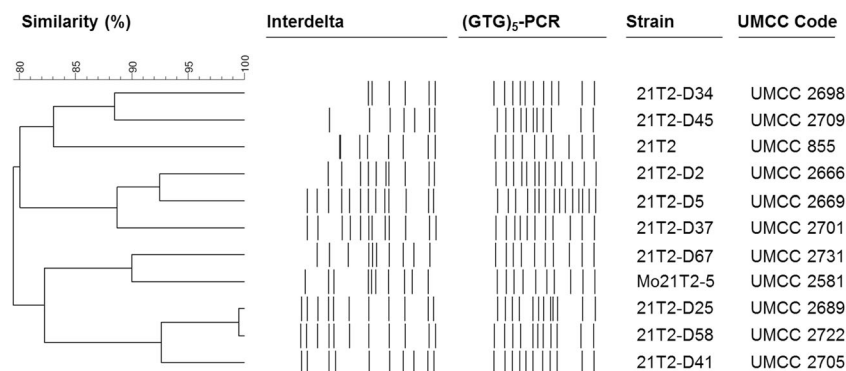 Similarity (%) Interdelta (GTG)5-PCR Strain UMCC Code
80 85 90 95 100
21T2-D34 UMCC 2698
21T2-D45 UMCC 2709
21T2 UMCC 855
21T2-D2 UMCC 2666
21T2-D5 UMCC 2669
21T2-D37 UMCC 2701
21T2-D67 UMCC 2731
Mo21T2-5 UMCC 2581
21T2-D25 UMCC 2689
21T2-D58 UMCC 2722
21T2-D41 UMCC 2705